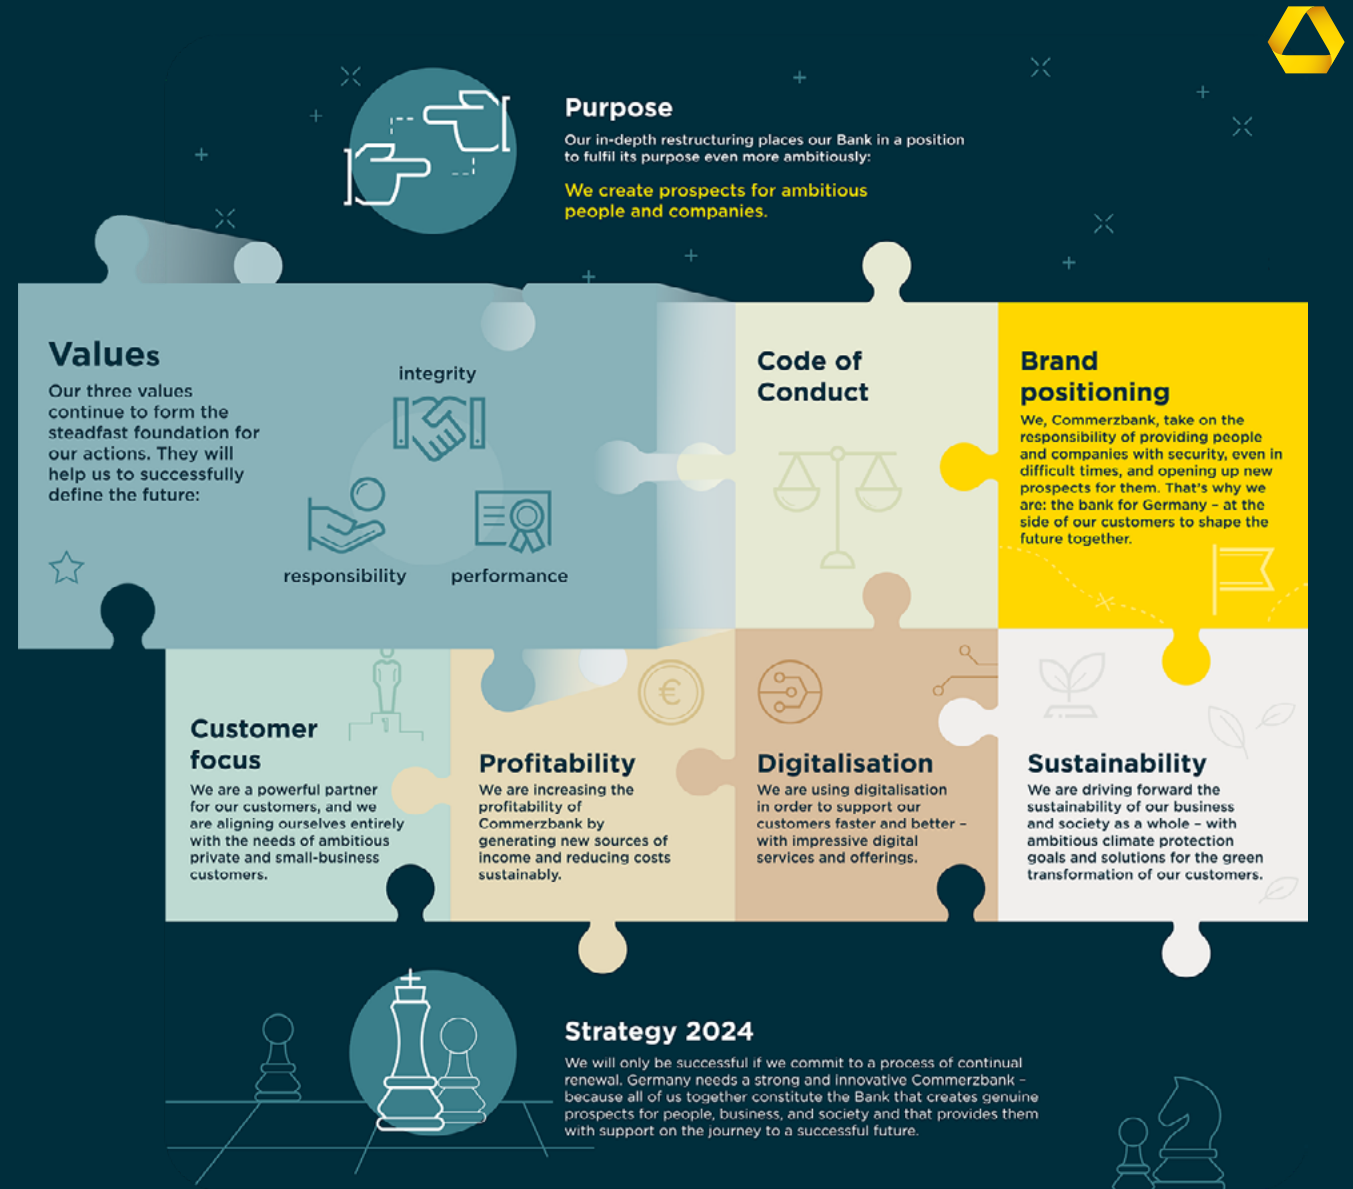 Purpose
Our in-depth restructuring places our Bank in a position
to fulfil its purpose even more ambitiously:
We create prospects for ambitious
people and companies.
Values
Our three values
continue to form the
steadfast foundation for
our actions. They will
help us to successfully
define the future:
integrity
responsibility
performance
Code of
Conduct
Brand
positioning
We, Commerzbank, take on the
responsibility of providing people
and companies with security, even in
difficult times, and opening up new
prospects for them. That's why we
are: the bank for Germany – at the
side of our customers to shape the
future together.
Customer
focus
We are a powerful partner
for our customers, and we
are aligning ourselves entirely
with the needs of ambitious
private and small-business
customers.
1
€
Profitability
We are increasing the
profitability of
Commerzbank by
generating new sources of
income and reducing costs
sustainably.
Digitalisation
We are using digitalisation
in order to support our
customers faster and better –
with impressive digital
services and offerings.
Sustainability
We are driving forward the
sustainability of our business
and society as a whole – with
ambitious climate protection
goals and solutions for the green
transformation of our customers.
Strategy 2024
We will only be successful if we commit to a process of continual
renewal. Germany needs a strong and innovative Commerzbank –
because all of us together constitute the Bank that creates genuine
prospects for people, business, and society and that provides them
with support on the journey to a successful future.